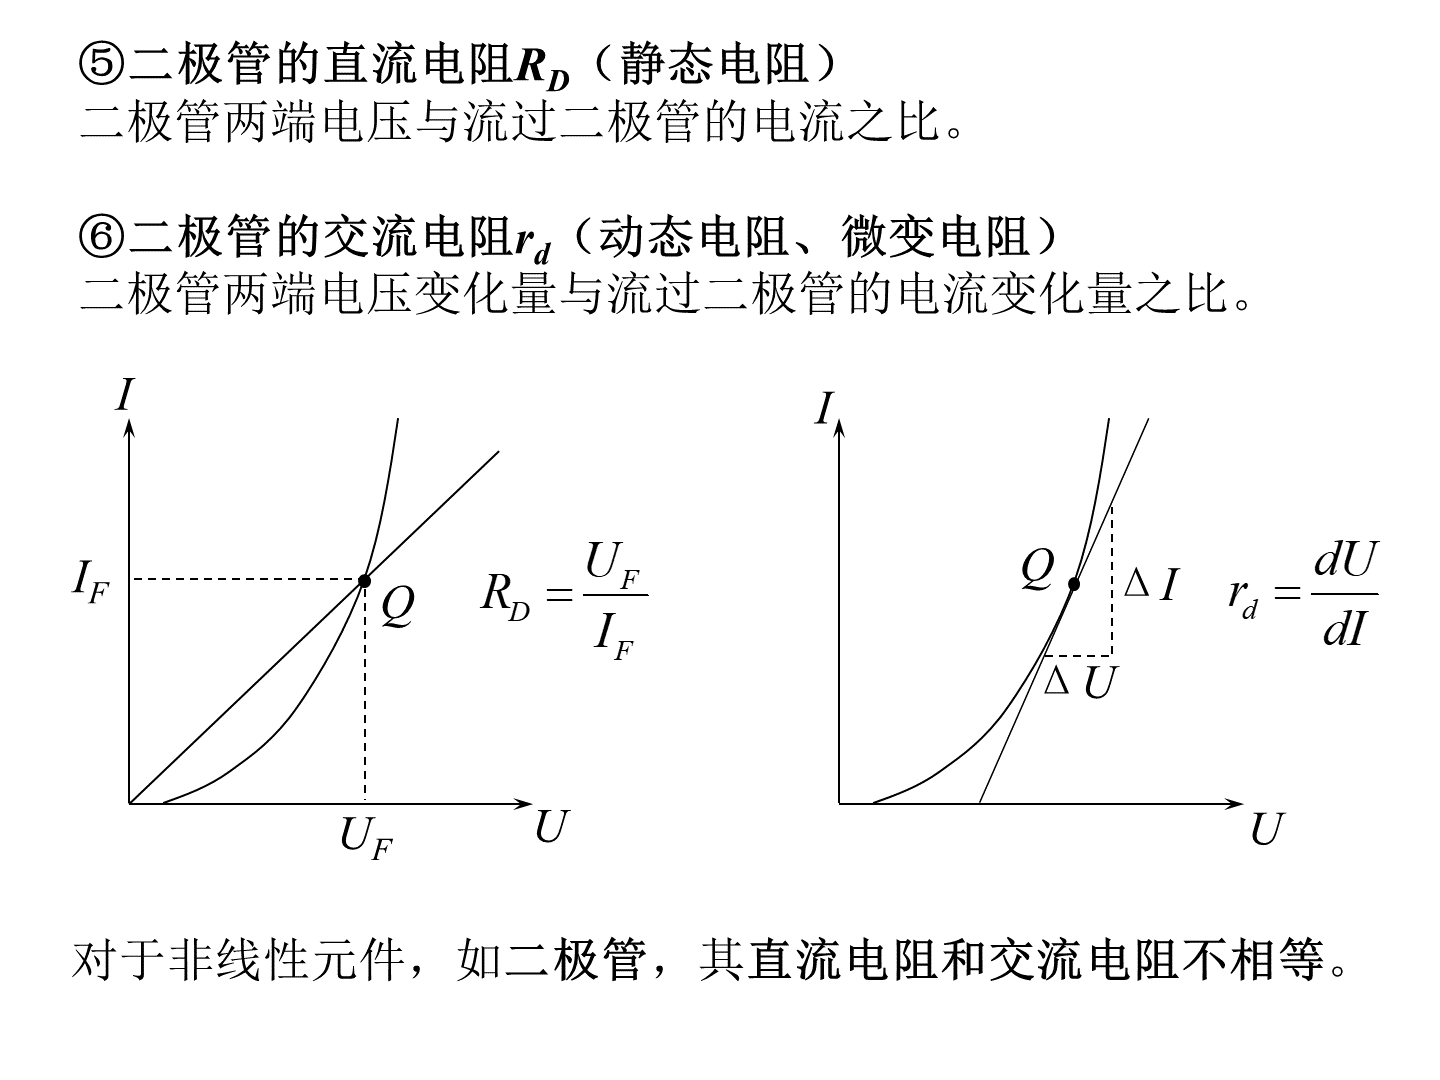 ⑤二极管的直流电阻R_D（静态电阻）
二极管两端电压与流过二极管的电流之比。
⑥二极管的交流电阻r_d（动态电阻、微变电阻）
二极管两端电压变化量与流过二极管的电流变化量之比。
I
I_F
Q
R_D = U_F / I_F
U_F
U
I
Q
Δ I
Δ U
r_d = dU / dI
U
对于非线性元件，如二极管，其直流电阻和交流电阻不相等。